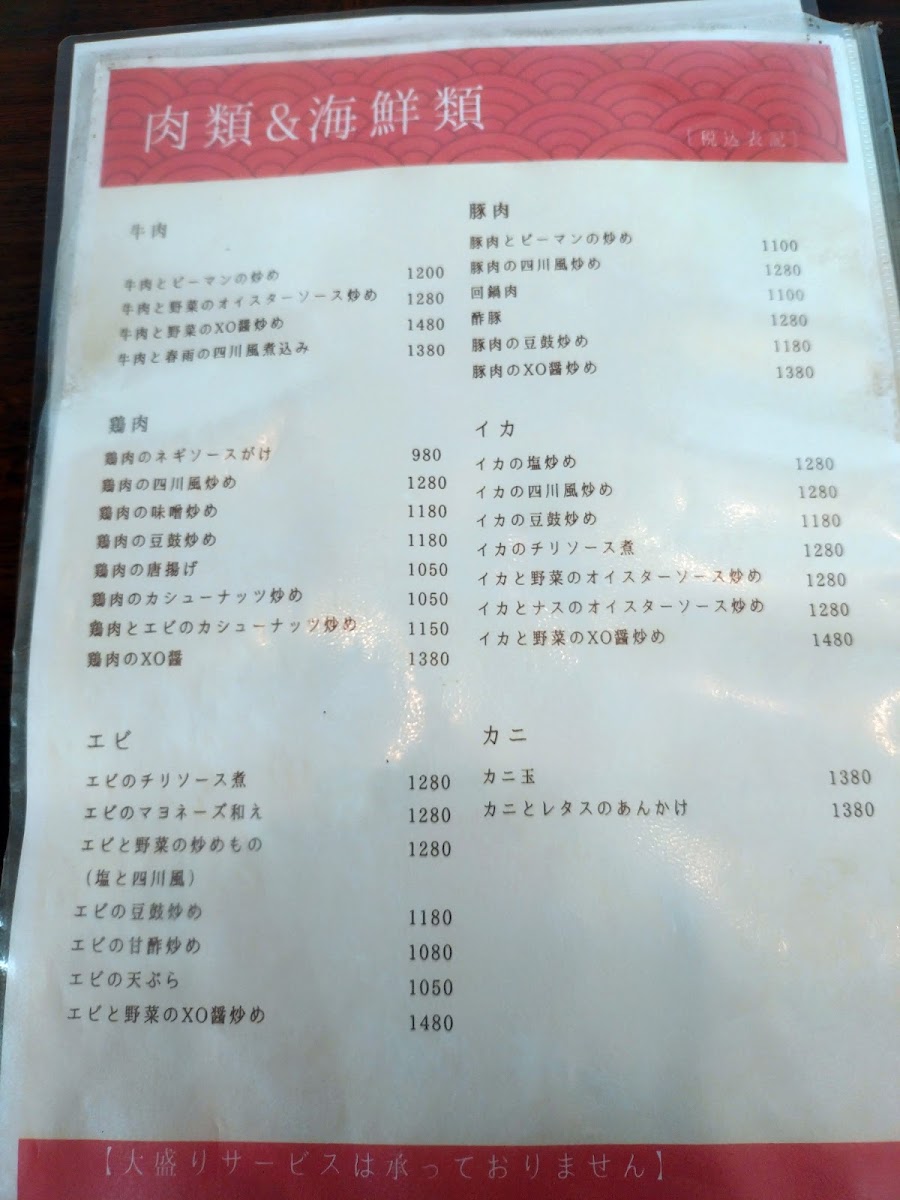 肉類&海鮮類
〔税込表記〕
牛肉
牛肉とピーマンの炒め 1200
牛肉と野菜のオイスターソース炒め 1280
牛肉と野菜のXO醤炒め 1480
牛肉と春雨の四川風煮込み 1380
豚肉
豚肉とピーマンの炒め 1100
豚肉の四川風炒め 1280
回鍋肉 1100
酢豚 1280
豚肉の豆鼓炒め 1180
豚肉のXO醤炒め 1380
鶏肉
鶏肉のネギソースがけ 980
鶏肉の四川風炒め 1280
鶏肉の味噌炒め 1180
鶏肉の豆鼓炒め 1180
鶏肉の唐揚げ 1050
鶏肉のカシューナッツ炒め 1050
鶏肉とエビのカシューナッツ炒め 1150
鶏肉のXO醤 1380
イカ
イカの塩炒め 1280
イカの四川風炒め 1280
イカの豆鼓炒め 1180
イカのチリソース煮 1280
イカと野菜のオイスターソース炒め 1280
イカとナスのオイスターソース炒め 1280
イカと野菜のXO醤炒め 1480
エビ
エビのチリソース煮 1280
エビのマヨネーズ和え 1280
エビと野菜の炒めもの 1280
（塩と四川風）
エビの豆鼓炒め 1180
エビの甘酢炒め 1080
エビの天ぷら 1050
エビと野菜のXO醤炒め 1480
カニ
カニ玉 1380
カニとレタスのあんかけ 1380
【大盛りサービスは承っておりません】